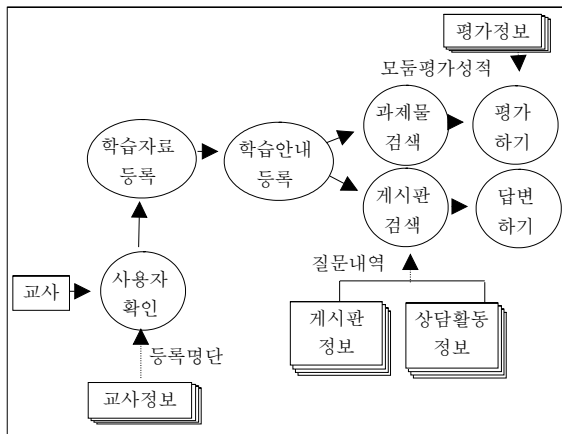 평가정보
모둠평가성적
과제물
검색
평가
하기
학습자료
등록
학습안내
등록
게시판
검색
답변
하기
질문내역
교사
사용자
확인
게시판
정보
상담활동
정보
등록명단
교사정보